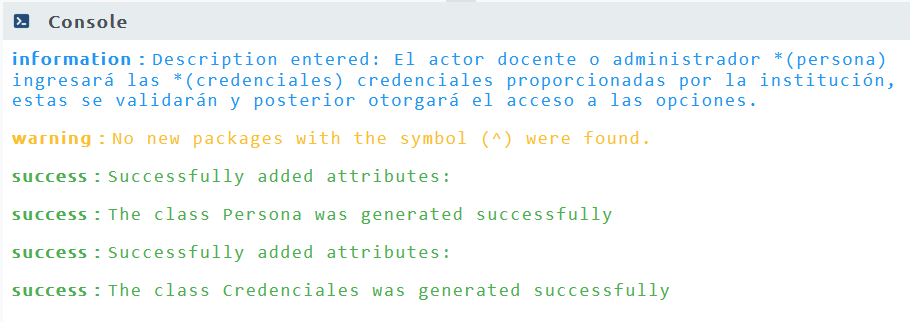 Console
information : Description entered: El actor docente o administrador *(persona)
ingresará las *(credenciales) credenciales proporcionadas por la institución,
estas se validarán y posterior otorgará el acceso a las opciones.
warning : No new packages with the symbol (^) were found.
success : Successfully added attributes:
success : The class Persona was generated successfully
success : Successfully added attributes:
success : The class Credenciales was generated successfully